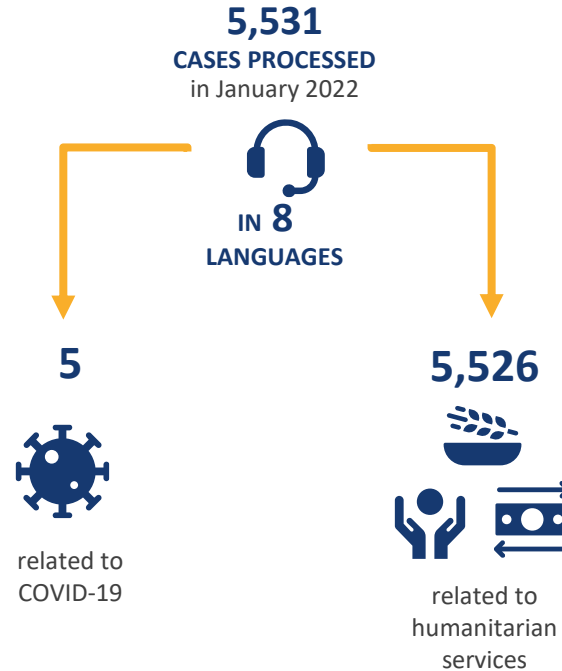 5,531
CASES PROCESSED
in January 2022
IN 8
LANGUAGES
5
related to
COVID-19
5,526
related to
humanitarian
services